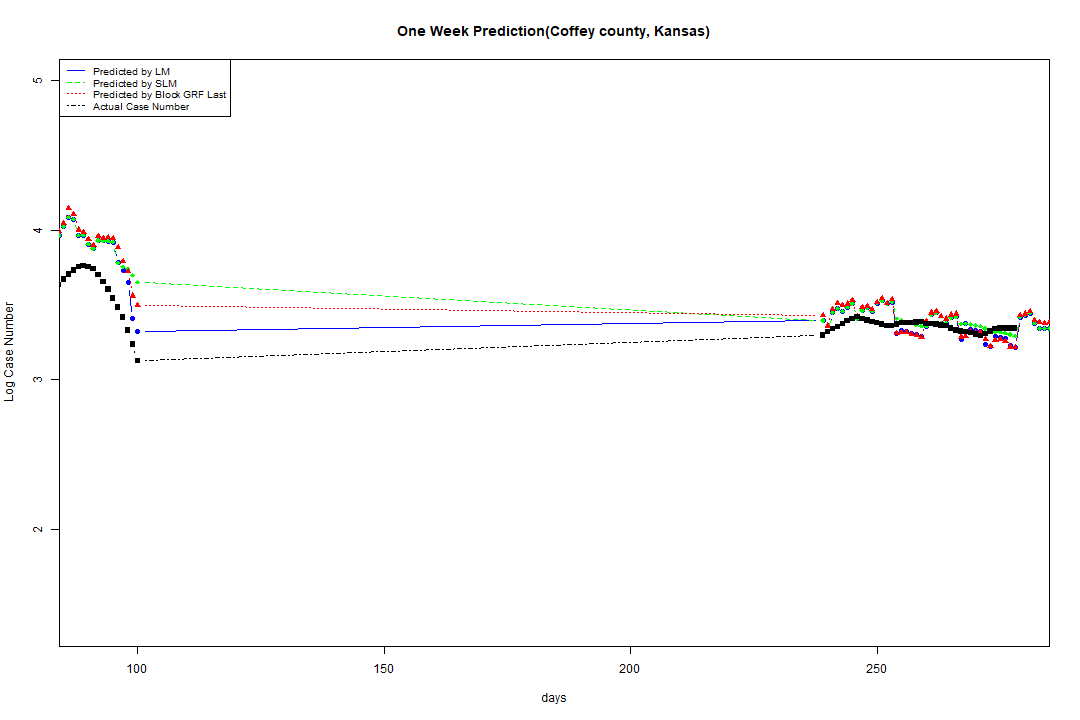 One Week Prediction(Coffey county, Kansas)
Predicted by LM
Predicted by SLM
Predicted by Block GRF Last
Actual Case Number
5
4
3
2
Log Case Number
100 150 200 250
days